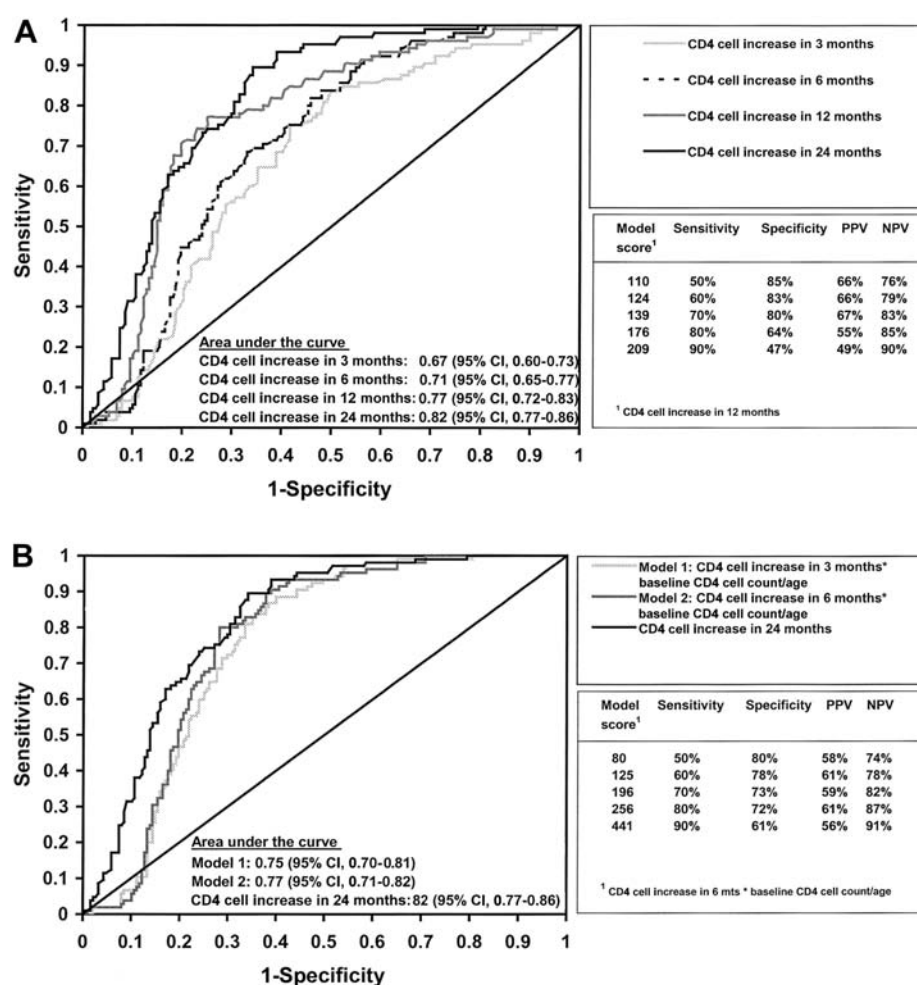 A
1
0.9
0.8
0.7
0.6
0.5
0.4
0.3
0.2
0.1
0
Sensitivity
0 0.1 0.2 0.3 0.4 0.5 0.6 0.7 0.8 0.9 1
1-Specificity
Area under the curve
CD4 cell increase in 3 months: 0.67 (95% CI, 0.60-0.73)
CD4 cell increase in 6 months: 0.71 (95% CI, 0.65-0.77)
CD4 cell increase in 12 months: 0.77 (95% CI, 0.72-0.83)
CD4 cell increase in 24 months: 0.82 (95% CI, 0.77-0.86)
CD4 cell increase in 3 months
CD4 cell increase in 6 months
CD4 cell increase in 12 months
CD4 cell increase in 24 months
Model Sensitivity Specificity PPV NPV
score1
110 50% 85% 66% 76%
124 60% 83% 66% 79%
139 70% 80% 67% 83%
176 80% 64% 55% 85%
209 90% 47% 49% 90%
1 CD4 cell increase in 12 months
B
1
0.9
0.8
0.7
0.6
0.5
0.4
0.3
0.2
0.1
0
Sensitivity
0 0.1 0.2 0.3 0.4 0.5 0.6 0.7 0.8 0.9 1
1-Specificity
Area under the curve
Model 1: 0.75 (95% CI, 0.70-0.81)
Model 2: 0.77 (95% CI, 0.71-0.82)
CD4 cell increase in 24 months: 82 (95% CI, 0.77-0.86)
Model 1: CD4 cell increase in 3 months*
baseline CD4 cell count/age
Model 2: CD4 cell increase in 6 months*
baseline CD4 cell count/age
CD4 cell increase in 24 months
Model Sensitivity Specificity PPV NPV
score1
80 50% 80% 58% 74%
125 60% 78% 61% 78%
196 70% 73% 59% 82%
256 80% 72% 61% 87%
441 90% 61% 56% 91%
1 CD4 cell increase in 6 mts * baseline CD4 cell count/age